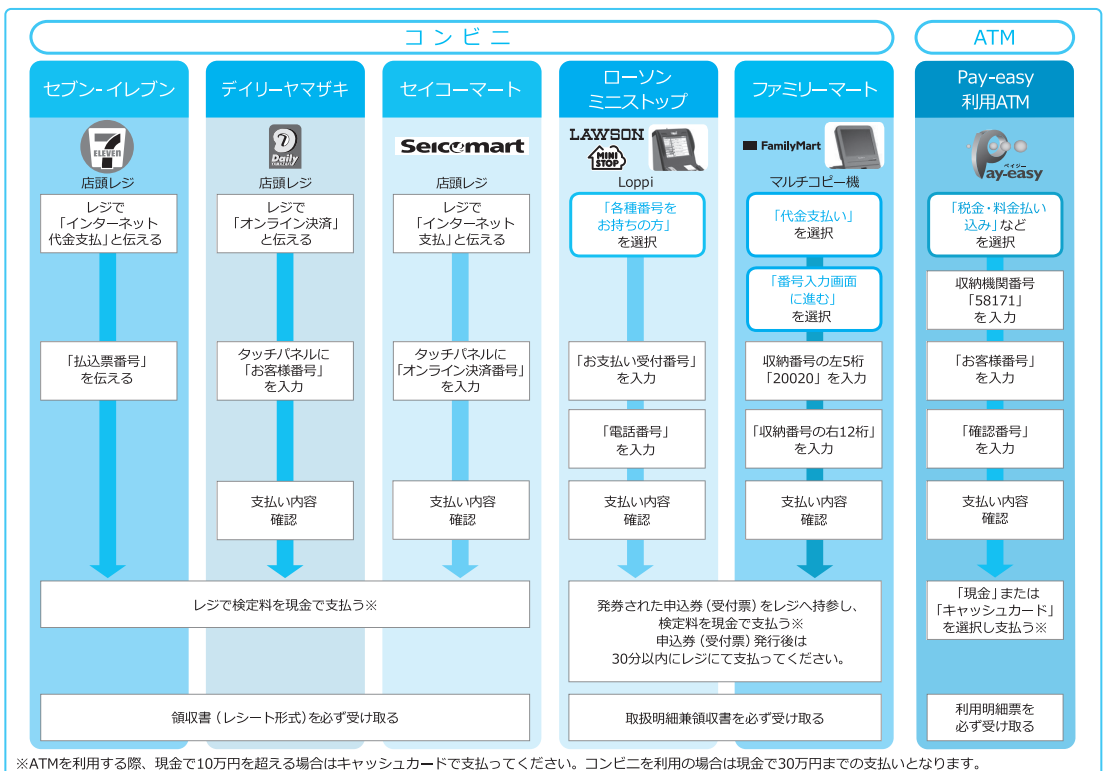 コンビニ
セブン-イレブン
ELEVEN
店頭レジ
レジで
「インターネット
代金支払」と伝える
「払込票番号」
を伝える
デイリーヤマザキ
Daily
店頭レジ
レジで
「オンライン決済」
と伝える
タッチパネルに
「お客様番号」
を入力
支払い内容
確認
セイコーマート
Seicomart
店頭レジ
レジで
「インターネット
支払」と伝える
タッチパネルに
「オンライン決済番号」
を入力
支払い内容
確認
レジで検定料を現金で支払う※
領収書（レシート形式）を必ず受け取る
ローソン
ミニストップ
LAWSON
MINI
STOP
Loppi
「各種番号を
お持ちの方」
を選択
「お支払い受付番号」
を入力
「電話番号」
を入力
支払い内容
確認
ファミリーマート
FamilyMart
マルチコピー機
「代金支払い」
を選択
「番号入力画面
に進む」
を選択
収納番号の左5桁
「20020」を入力
「収納番号の右12桁」
を入力
支払い内容
確認
発券された申込券（受付票）をレジへ持参し、
検定料を現金で支払う※
申込券（受付票）発行後は
30分以内にレジにて支払ってください。
取扱明細兼領収書を必ず受け取る
ATM
Pay-easy
利用ATM
ペイジー
Pay-easy
「税金・料金払い
込み」など
を選択
収納機関番号
「58171」
を入力
「お客様番号」
を入力
「確認番号」
を入力
支払い内容
確認
「現金」または
「キャッシュカード」
を選択し支払う※
利用明細票を
必ず受け取る
※ATMを利用する際、現金で10万円を超える場合はキャッシュカードで支払ってください。コンビニを利用の場合は現金で30万円までの支払いとなります。